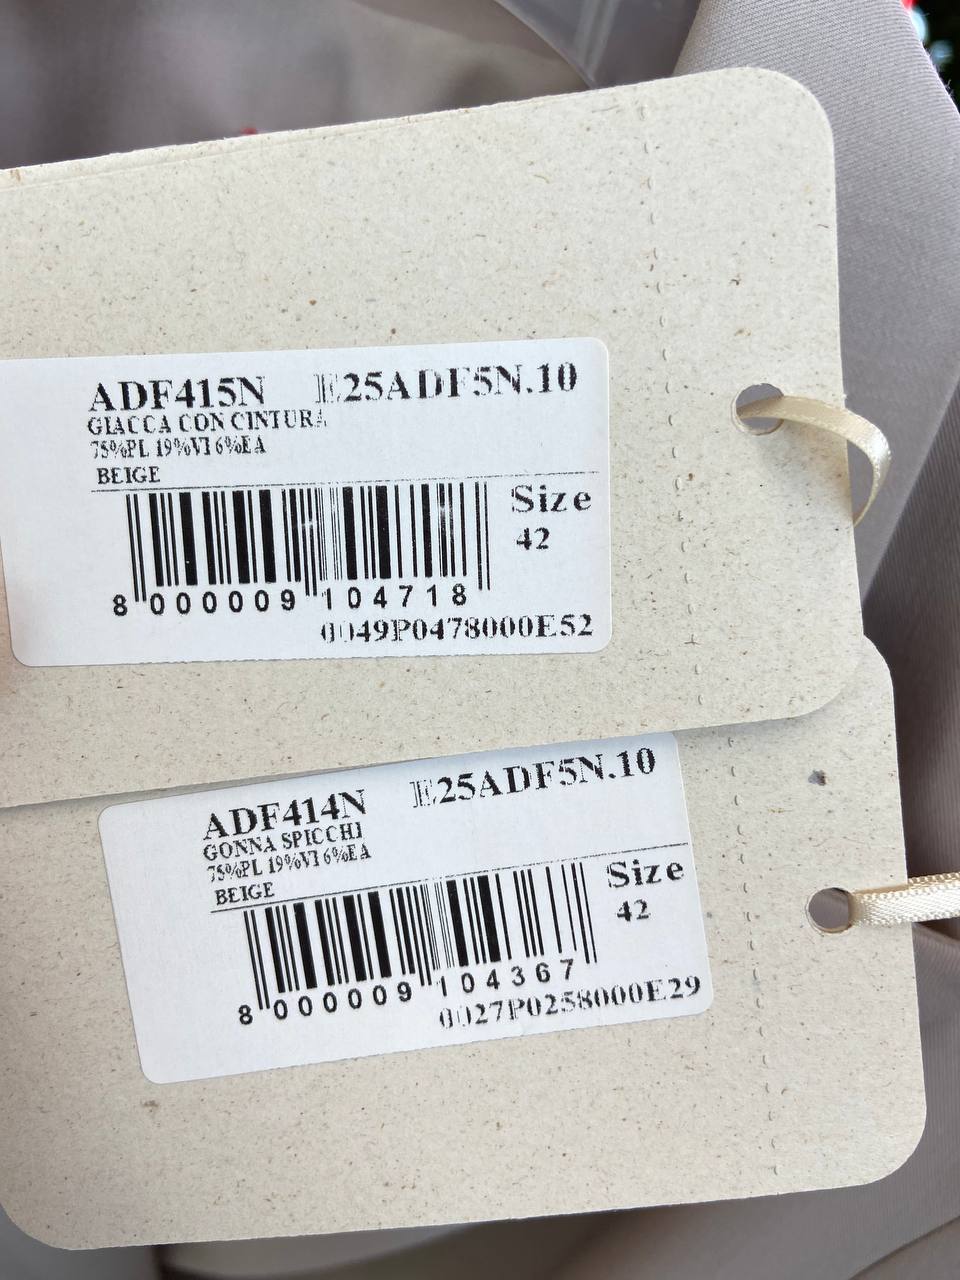 ADF415N E25ADF5N.10
GIACCA CON CINTURA
75%PL 19%VI 6%EA
BEIGE
Size
42
8 000009 104718
0049P0478000E52
ADF414N E25ADF5N.10
GONNA SPICCHI
75%PL 19%VI 6%EA
BEIGE
Size
42
8 000009 104367
0027P0258000E29